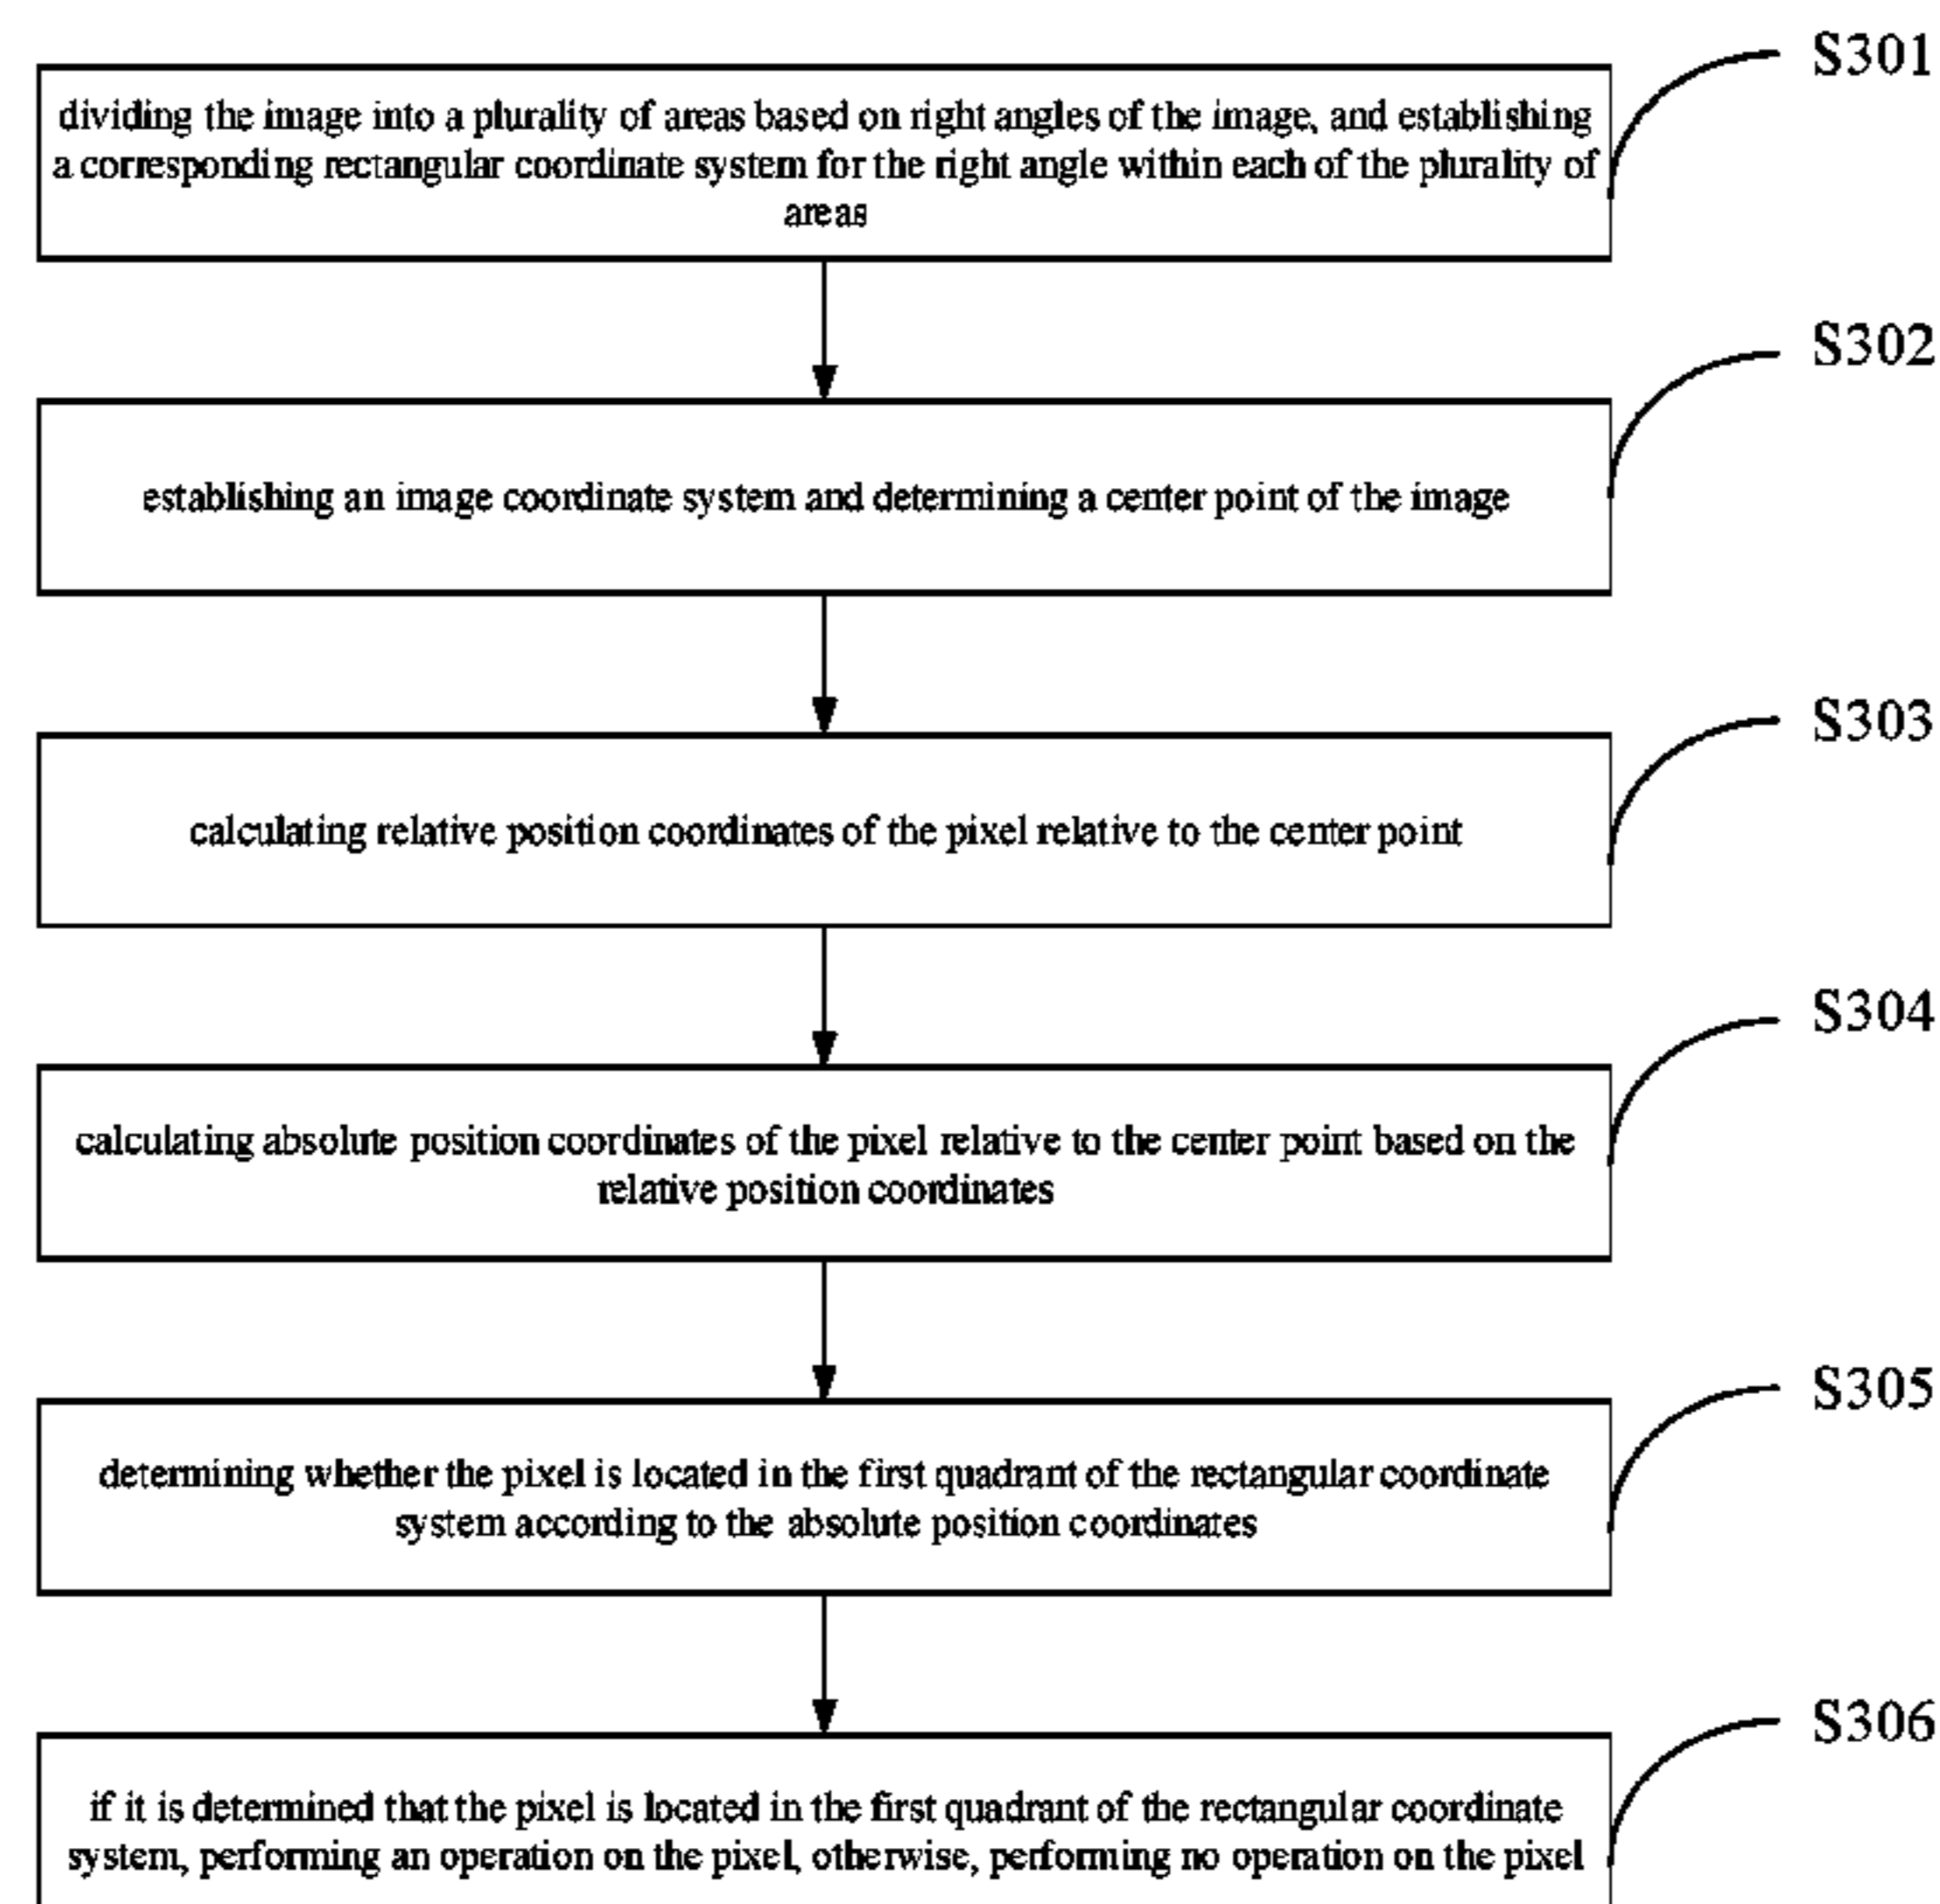 S301
dividing the image into a plurality of areas based on right angles of the image, and establishing
a corresponding rectangular coordinate system for the right angle within each of the plurality of
areas
S302
establishing an image coordinate system and determining a center point of the image
S303
calculating relative position coordinates of the pixel relative to the center point
S304
calculating absolute position coordinates of the pixel relative to the center point based on the
relative position coordinates
S305
determining whether the pixel is located in the first quadrant of the rectangular coordinate
system according to the absolute position coordinates
S306
if it is determined that the pixel is located in the first quadrant of the rectangular coordinate
system, performing an operation on the pixel, otherwise, performing no operation on the pixel